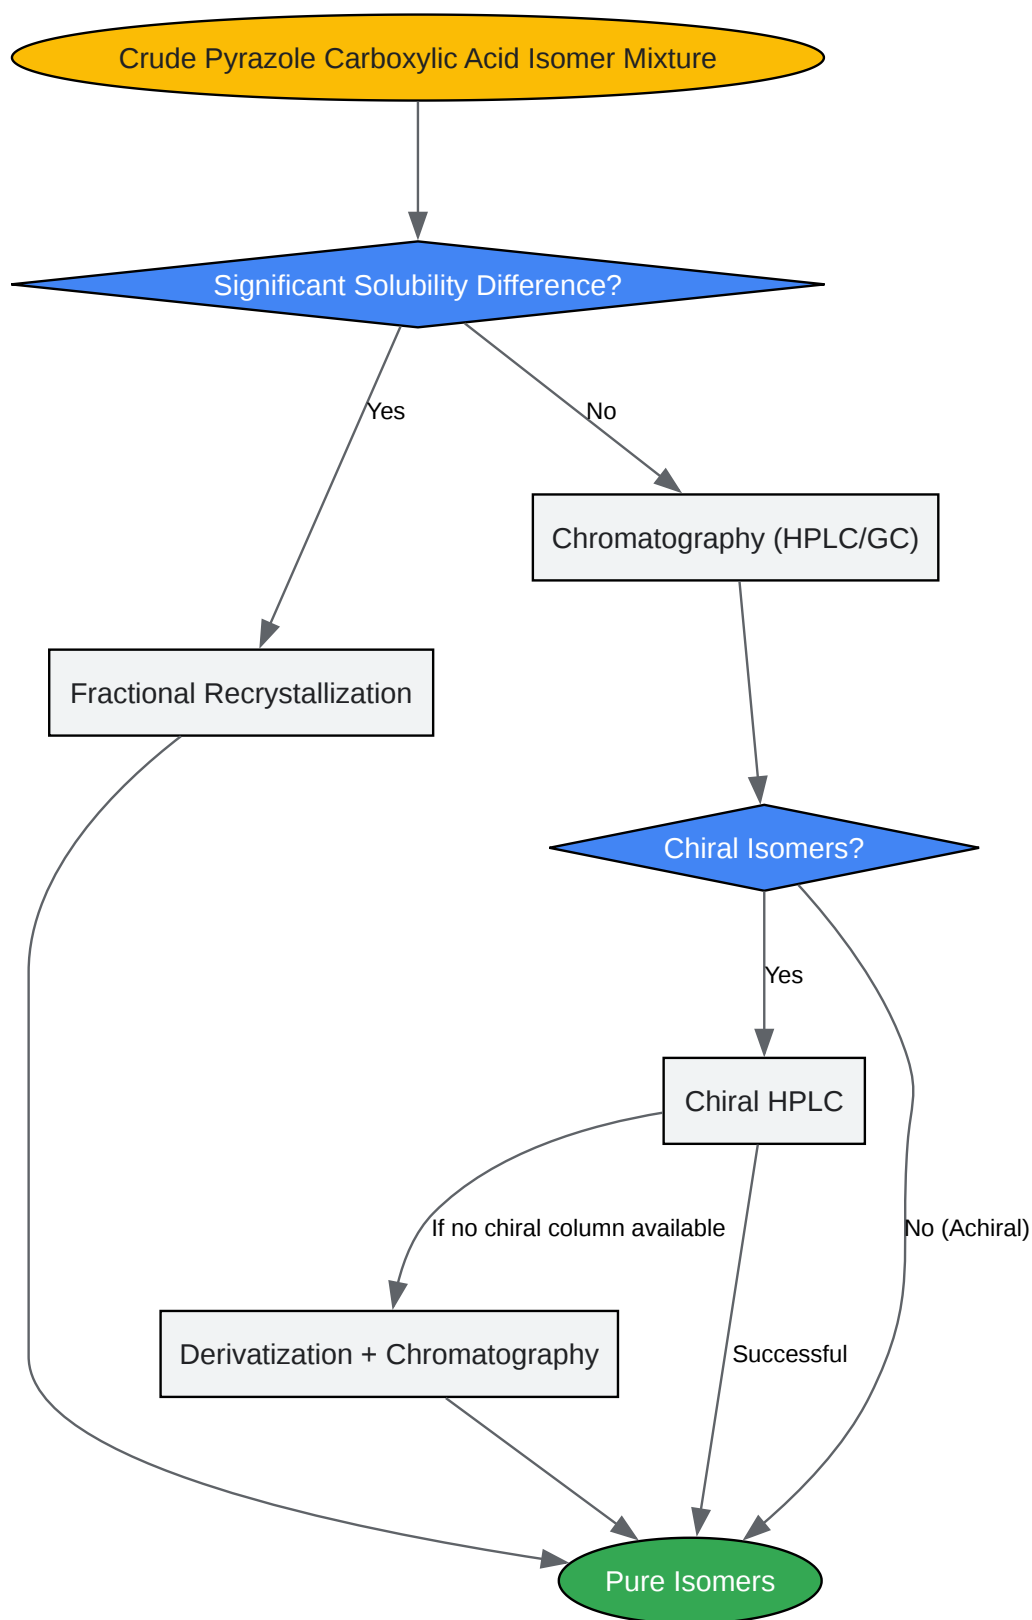 Crude Pyrazole Carboxylic Acid Isomer Mixture
Significant Solubility Difference?
Yes
No
Chromatography (HPLC/GC)
Fractional Recrystallization
Chiral Isomers?
Yes
Chiral HPLC
If no chiral column available
No (Achiral)
Derivatization + Chromatography
Successful
Pure Isomers